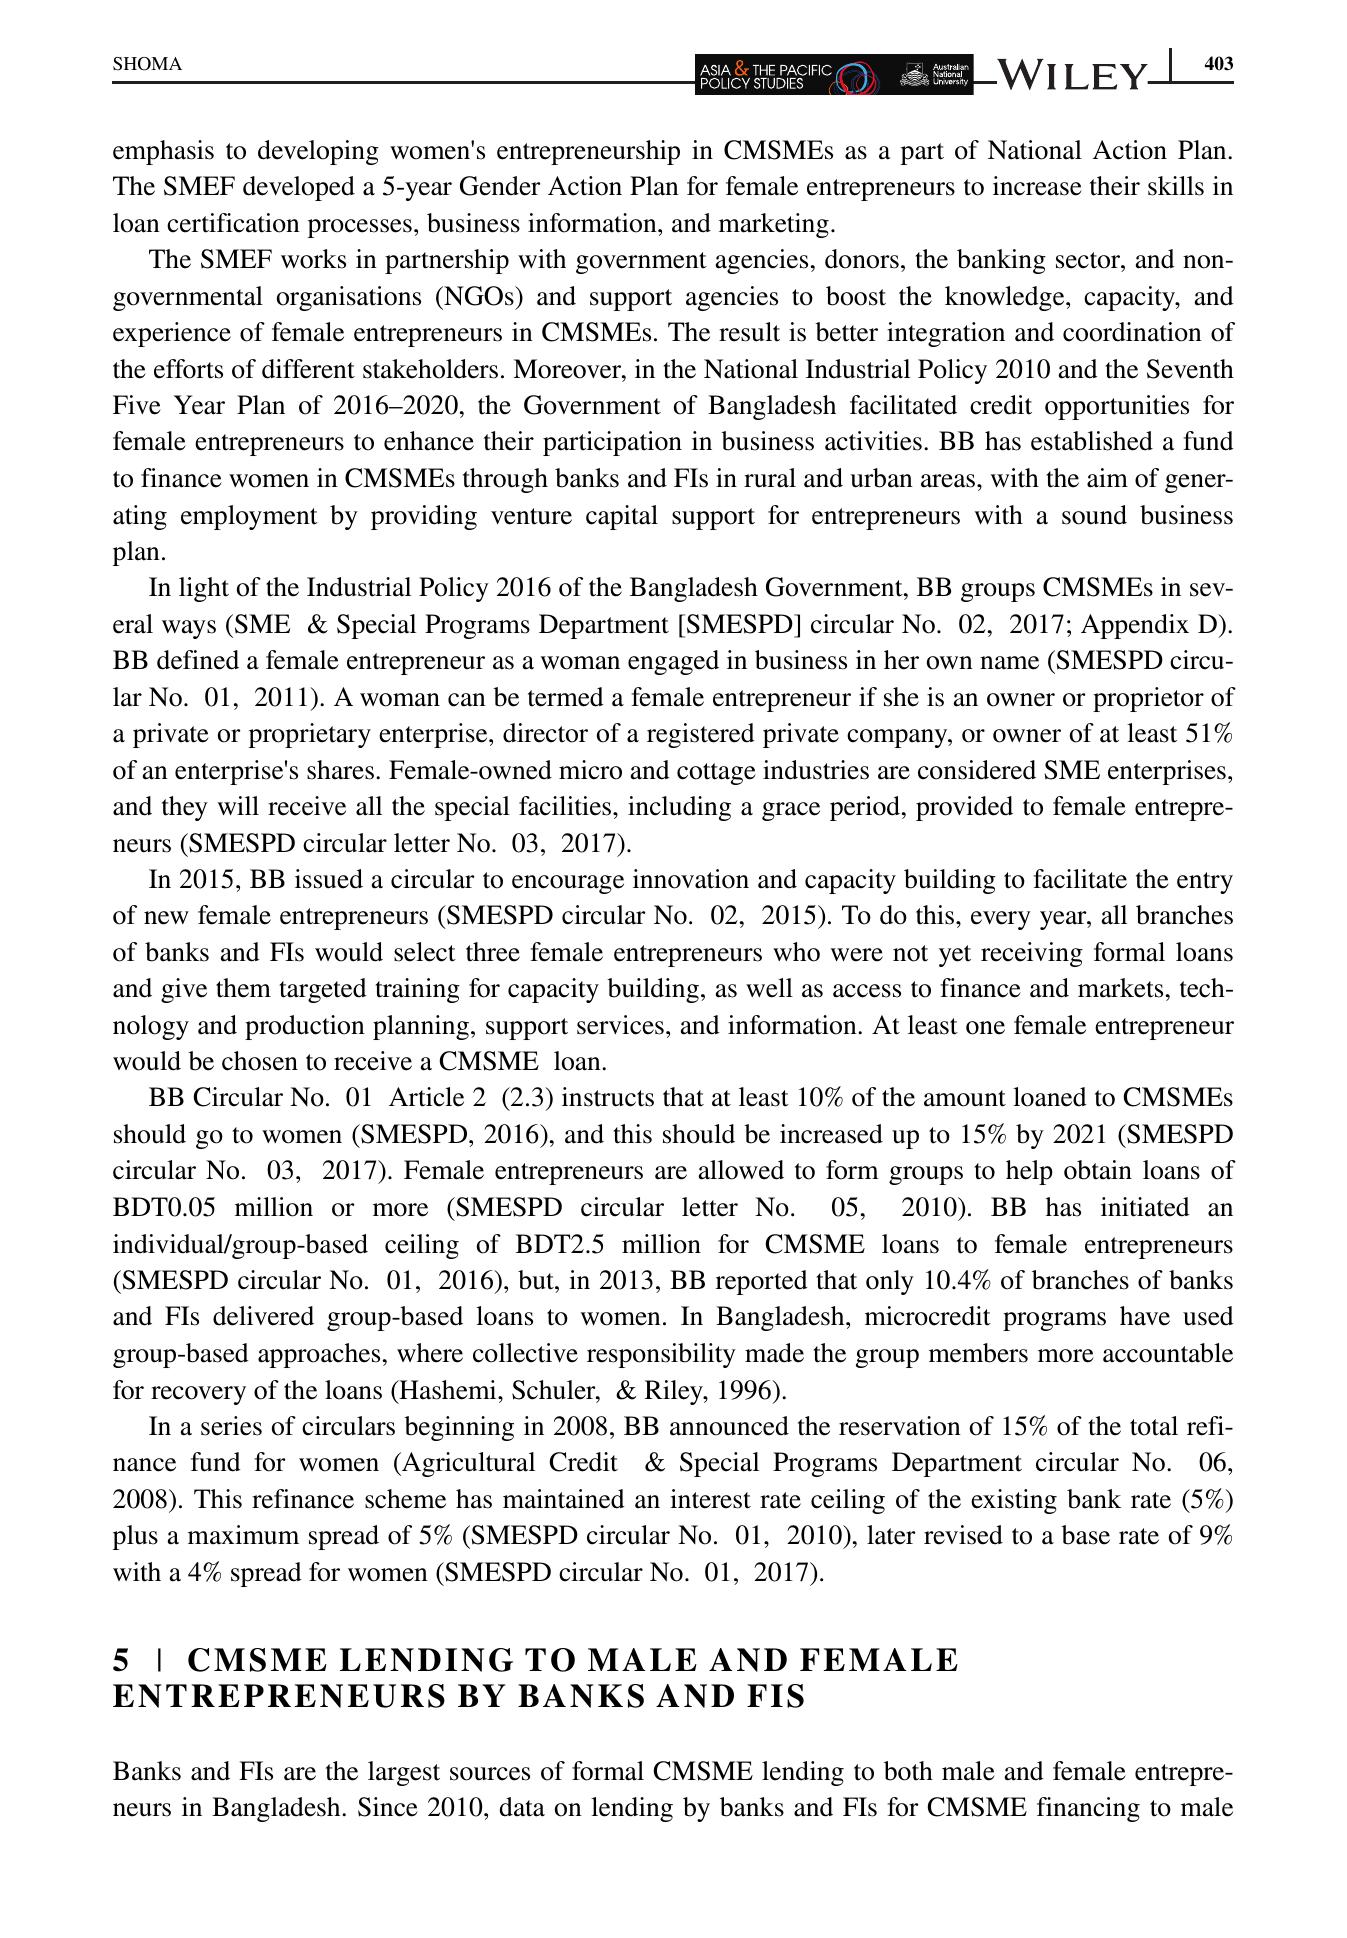 SHOMA
ASIA & THE PACIFIC
POLICY STUDIES
Australian
National
University
WILEY
403
emphasis to developing women's entrepreneurship in CMSMEs as a part of National Action Plan.
The SMEF developed a 5-year Gender Action Plan for female entrepreneurs to increase their skills in
loan certification processes, business information, and marketing.
The SMEF works in partnership with government agencies, donors, the banking sector, and non-
governmental organisations (NGOs) and support agencies to boost the knowledge, capacity, and
experience of female entrepreneurs in CMSMEs. The result is better integration and coordination of
the efforts of different stakeholders. Moreover, in the National Industrial Policy 2010 and the Seventh
Five Year Plan of 2016–2020, the Government of Bangladesh facilitated credit opportunities for
female entrepreneurs to enhance their participation in business activities. BB has established a fund
to finance women in CMSMEs through banks and FIs in rural and urban areas, with the aim of gener-
ating employment by providing venture capital support for entrepreneurs with a sound business
plan.
In light of the Industrial Policy 2016 of the Bangladesh Government, BB groups CMSMEs in sev-
eral ways (SME & Special Programs Department [SMESPD] circular No. 02, 2017; Appendix D).
BB defined a female entrepreneur as a woman engaged in business in her own name (SMESPD circu-
lar No. 01, 2011). A woman can be termed a female entrepreneur if she is an owner or proprietor of
a private or proprietary enterprise, director of a registered private company, or owner of at least 51%
of an enterprise's shares. Female-owned micro and cottage industries are considered SME enterprises,
and they will receive all the special facilities, including a grace period, provided to female entrepre-
neurs (SMESPD circular letter No. 03, 2017).
In 2015, BB issued a circular to encourage innovation and capacity building to facilitate the entry
of new female entrepreneurs (SMESPD circular No. 02, 2015). To do this, every year, all branches
of banks and FIs would select three female entrepreneurs who were not yet receiving formal loans
and give them targeted training for capacity building, as well as access to finance and markets, tech-
nology and production planning, support services, and information. At least one female entrepreneur
would be chosen to receive a CMSME loan.
BB Circular No. 01 Article 2 (2.3) instructs that at least 10% of the amount loaned to CMSMEs
should go to women (SMESPD, 2016), and this should be increased up to 15% by 2021 (SMESPD
circular No. 03, 2017). Female entrepreneurs are allowed to form groups to help obtain loans of
BDT0.05 million or more (SMESPD circular letter No. 05, 2010). BB has initiated an
individual/group-based ceiling of BDT2.5 million for CMSME loans to female entrepreneurs
(SMESPD circular No. 01, 2016), but, in 2013, BB reported that only 10.4% of branches of banks
and FIs delivered group-based loans to women. In Bangladesh, microcredit programs have used
group-based approaches, where collective responsibility made the group members more accountable
for recovery of the loans (Hashemi, Schuler, & Riley, 1996).
In a series of circulars beginning in 2008, BB announced the reservation of 15% of the total refi-
nance fund for women (Agricultural Credit & Special Programs Department circular No. 06,
2008). This refinance scheme has maintained an interest rate ceiling of the existing bank rate (5%)
plus a maximum spread of 5% (SMESPD circular No. 01, 2010), later revised to a base rate of 9%
with a 4% spread for women (SMESPD circular No. 01, 2017).
5 | CMSME LENDING TO MALE AND FEMALE
ENTREPRENEURS BY BANKS AND FIS
Banks and FIs are the largest sources of formal CMSME lending to both male and female entrepre-
neurs in Bangladesh. Since 2010, data on lending by banks and FIs for CMSME financing to male